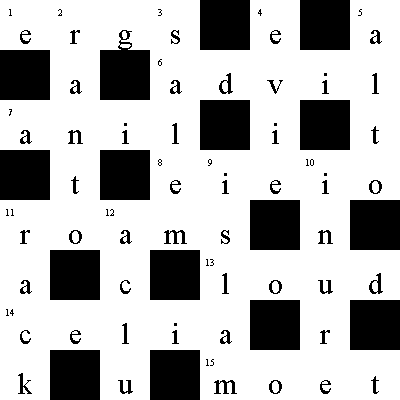 1 2 3 4 5
e r g s e a
6
a a d v i l
7
a n i l i t
8 9 10
t e i e i o
11 12
r o a m s n
13
a c l o u d
14
c e l i a r
15
k u m o e t